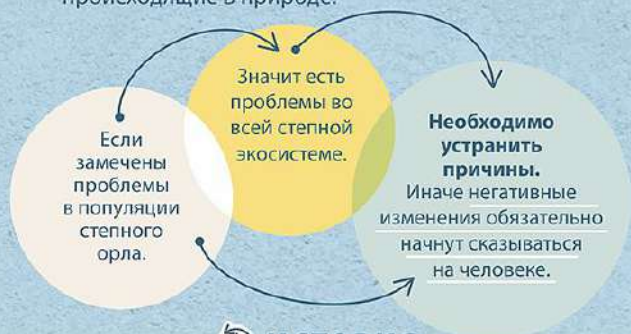 происходящие в природе.
Если
замечены
проблемы
в популяции
степного
орла.
Значит есть
проблемы во
всей степной
экосистеме.
Необходимо
устранить
причины.
Иначе негативные
изменения обязательно
начнут сказываться
на человеке.